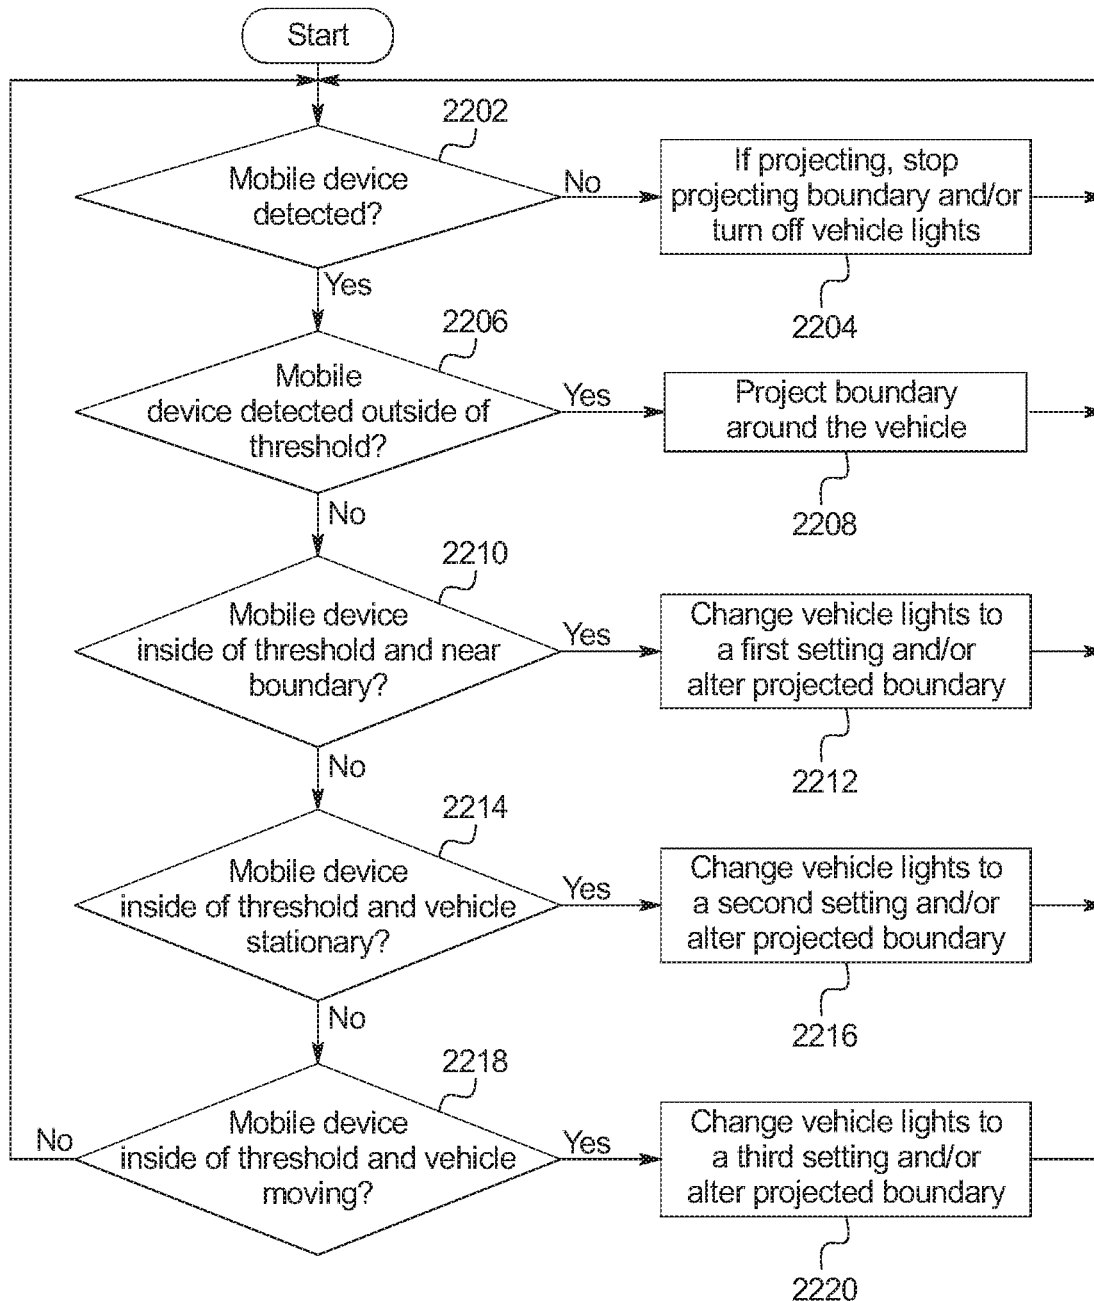 Start
2202
Mobile device
detected?
No
If projecting, stop
projecting boundary and/or
turn off vehicle lights
2204
Yes
2206
Mobile
device detected outside of
threshold?
Yes
Project boundary
around the vehicle
2208
No
2210
Mobile device
inside of threshold and near
boundary?
Yes
Change vehicle lights to
a first setting and/or
alter projected boundary
2212
No
2214
Mobile device
inside of threshold and vehicle
stationary?
Yes
Change vehicle lights to
a second setting and/or
alter projected boundary
2216
No
2218
No
Mobile device
inside of threshold and vehicle
moving?
Yes
Change vehicle lights to
a third setting and/or
alter projected boundary
2220